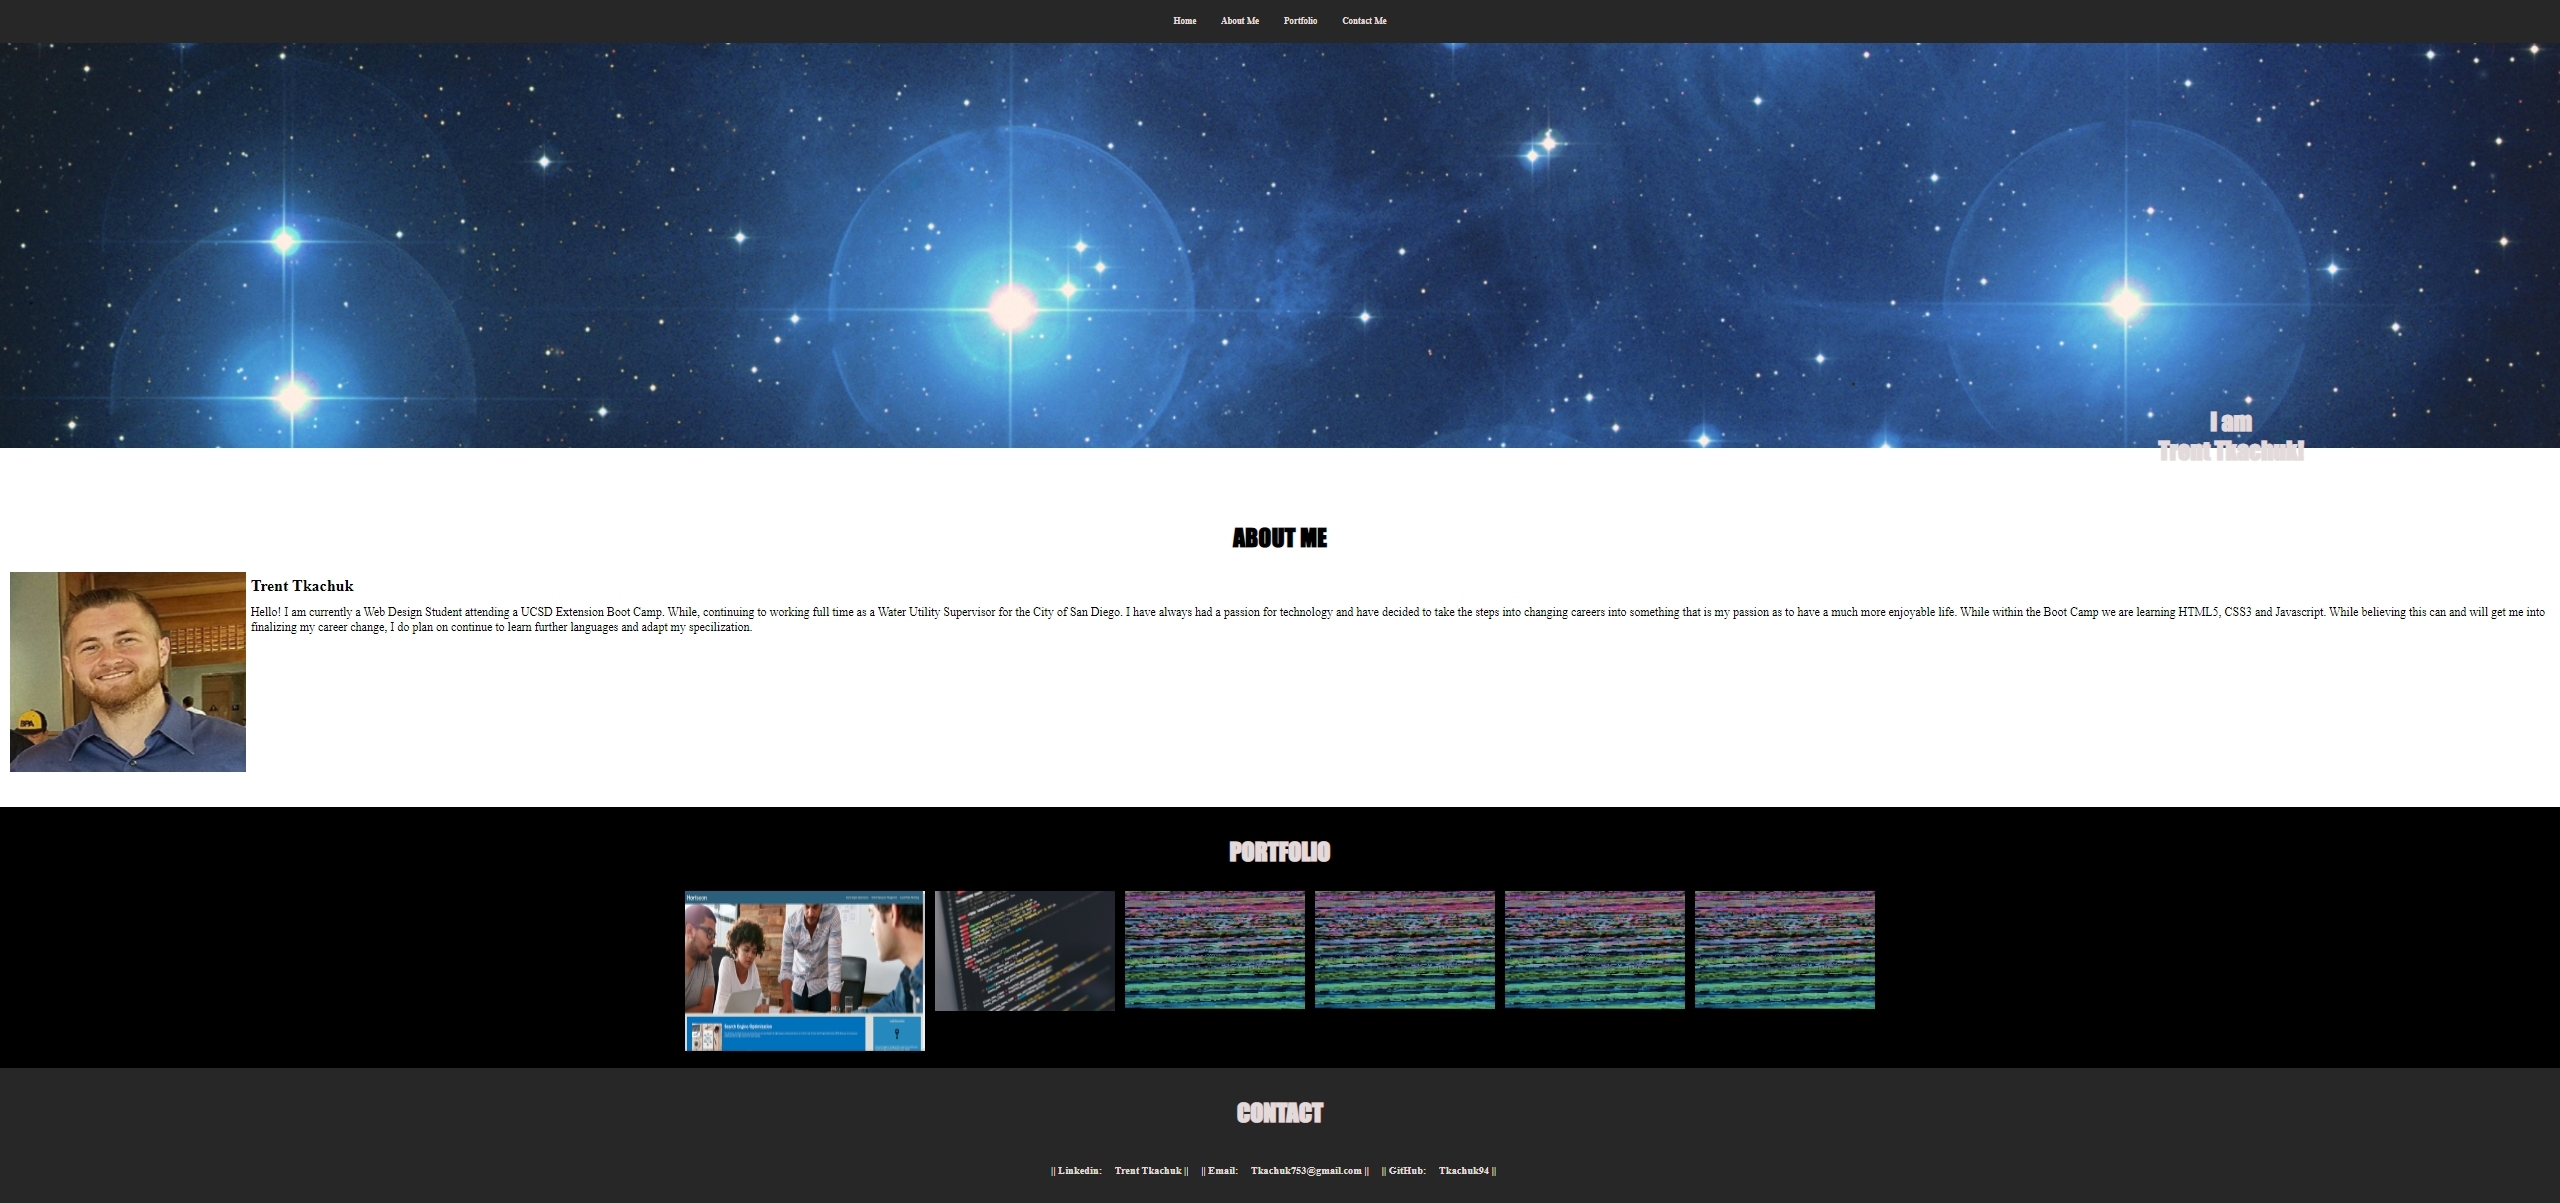 Home About Me Portfolio Contact Me
I am
Trent Tkachuk!
ABOUT ME
Trent Tkachuk
Hello! I am currently a Web Design Student attending a UCSD Extension Boot Camp. While, continuing to working full time as a Water Utility Supervisor for the City of San Diego. I have always had a passion for technology and have decided to take the steps into changing careers into something that is my passion as to have a much more enjoyable life. While within the Boot Camp we are learning HTML5, CSS3 and Javascript. While believing this can and will get me into
finalizing my career change, I do plan on continue to learn further languages and adapt my specilization.
BPA
PORTFOLIO
Horiseon
Search Engine Optimization
CONTACT
|| Linkedin: Trent Tkachuk || || Email: Tkachuk753@gmail.com || || GitHub: Tkachuk94 ||